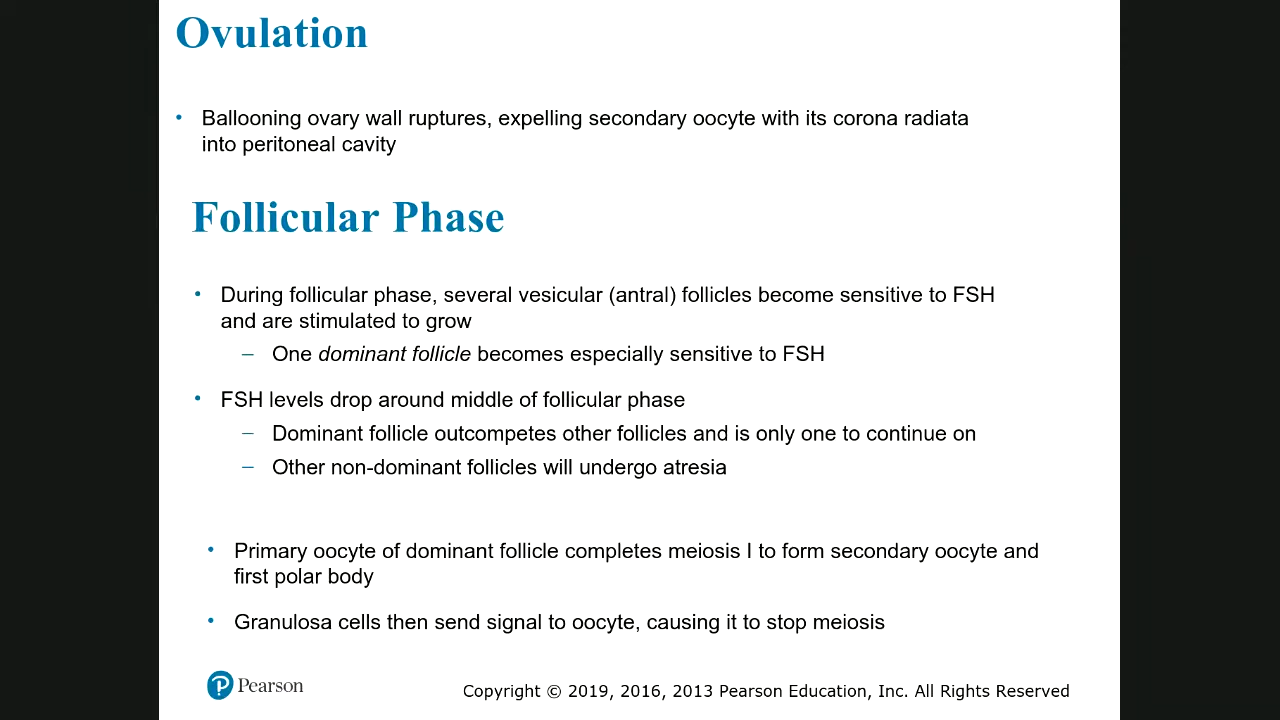 Ovulation
• Ballooning ovary wall ruptures, expelling secondary oocyte with its corona radiata
into peritoneal cavity
Follicular Phase
• During follicular phase, several vesicular (antral) follicles become sensitive to FSH
and are stimulated to grow
– One dominant follicle becomes especially sensitive to FSH
• FSH levels drop around middle of follicular phase
– Dominant follicle outcompetes other follicles and is only one to continue on
– Other non-dominant follicles will undergo atresia
• Primary oocyte of dominant follicle completes meiosis I to form secondary oocyte and
first polar body
• Granulosa cells then send signal to oocyte, causing it to stop meiosis
P Pearson
Copyright © 2019, 2016, 2013 Pearson Education, Inc. All Rights Reserved